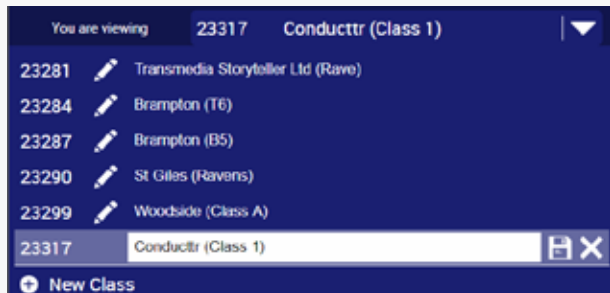 You are viewing 23317 Conducttr (Class 1)
23281 Transmedia Storyteller Ltd (Rave)
23284 Brampton (T6)
23287 Brampton (B5)
23290 St Giles (Ravens)
23299 Woodside (Class A)
23317 Conducttr (Class 1)
New Class